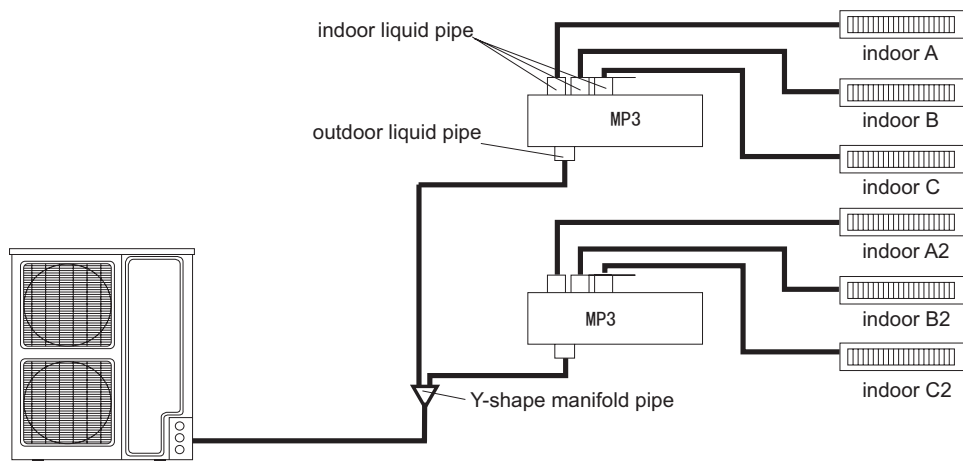 indoor liquid pipe
indoor A
MP3
indoor B
outdoor liquid pipe
indoor C
indoor A2
MP3
indoor B2
indoor C2
Y-shape manifold pipe